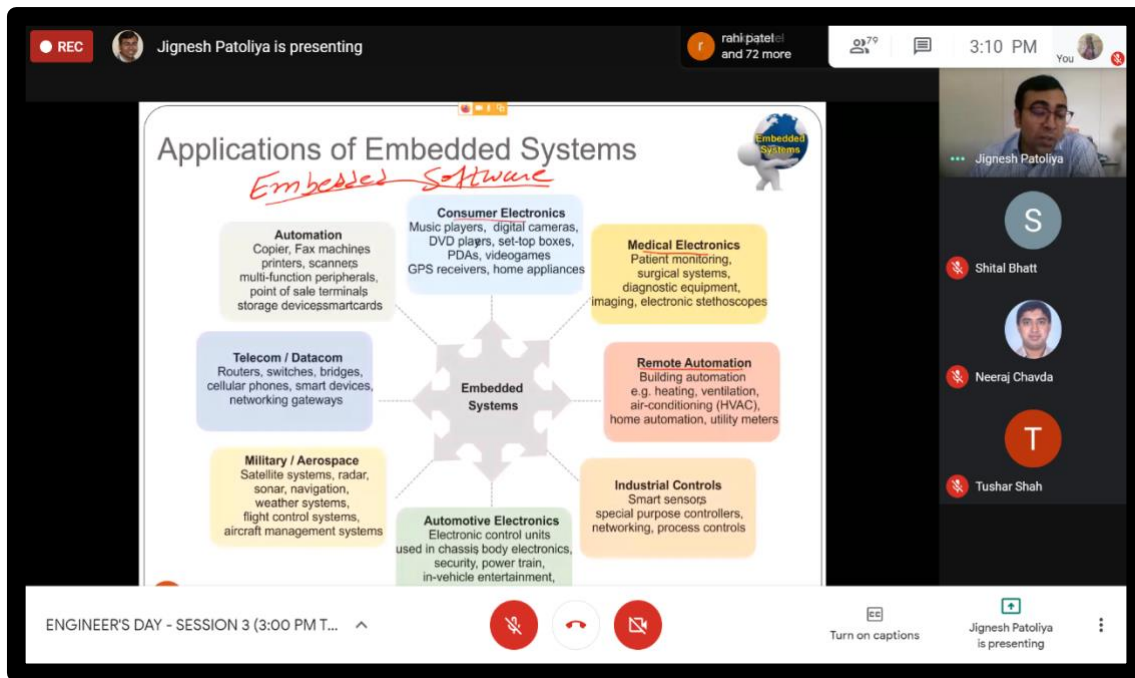 REC
Jignesh Patoliya is presenting
r
and 72 more
79
3:10 PM
You
Applications of Embedded Systems
Embedded Systems
Embedded Software
Consumer Electronics
Music players, digital cameras,
DVD players, set-top boxes,
PDAs, videogames
GPS receivers, home appliances
Automation
Copier, Fax machines
printers, scanners
multi-function peripherals,
point of sale terminals
storage devicessmartcards
Medical Electronics
Patient monitoring,
surgical systems,
diagnostic equipment,
imaging, electronic stethoscopes
Telecom / Datacom
Routers, switches, bridges,
cellular phones, smart devices,
networking gateways
Embedded
Systems
Remote Automation
Building automation
e.g. heating, ventilation,
air-conditioning (HVAC),
home automation, utility meters
Military / Aerospace
Satellite systems, radar,
sonar, navigation,
weather systems,
flight control systems,
aircraft management systems
Automotive Electronics
Electronic control units
used in chassis body electronics,
security, power train,
in-vehicle entertainment,
Industrial Controls
Smart sensors
special purpose controllers,
networking, process controls
Jignesh Patoliya
S
Shital Bhatt
Neeraj Chavda
T
Tushar Shah
ENGINEER'S DAY - SESSION 3 (3:00 PM T...
CC
Turn on captions
Jignesh Patoliya
is presenting